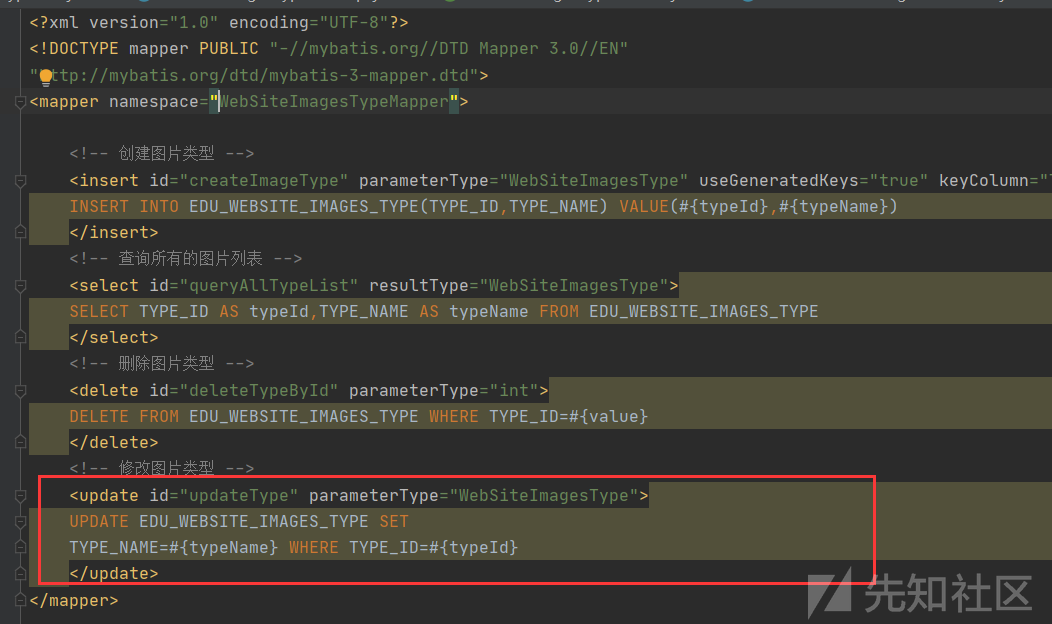 <?xml version="1.0" encoding="UTF-8"?>
<!DOCTYPE mapper PUBLIC "-//mybatis.org//DTD Mapper 3.0//EN"
"http://mybatis.org/dtd/mybatis-3-mapper.dtd">
<mapper namespace="WebSiteImagesTypeMapper">
<!-- 创建图片类型 -->
<insert id="createImageType" parameterType="WebSiteImagesType" useGeneratedKeys="true" keyColumn="
INSERT INTO EDU_WEBSITE_IMAGES_TYPE(TYPE_ID,TYPE_NAME) VALUE(#{typeId},#{typeName})
</insert>
<!-- 查询所有的图片列表 -->
<select id="queryAllTypeList" resultType="WebSiteImagesType">
SELECT TYPE_ID AS typeId,TYPE_NAME AS typeName FROM EDU_WEBSITE_IMAGES_TYPE
</select>
<!-- 删除图片类型 -->
<delete id="deleteTypeById" parameterType="int">
DELETE FROM EDU_WEBSITE_IMAGES_TYPE WHERE TYPE_ID=#{value}
</delete>
<!-- 修改图片类型 -->
<update id="updateType" parameterType="WebSiteImagesType">
UPDATE EDU_WEBSITE_IMAGES_TYPE SET
TYPE_NAME=#{typeName} WHERE TYPE_ID=#{typeId}
</update>
</mapper>
先知社区